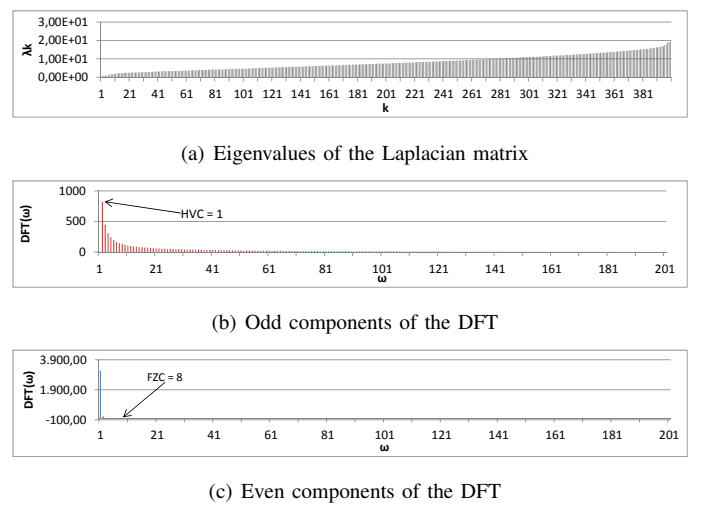 3,00E+01
2,00E+01
1,00E+01
0,00E+00
λk
1 21 41 61 81 101 121 141 161 181 201 221 241 261 281 301 321 341 361 381
k
(a) Eigenvalues of the Laplacian matrix
1000
500
0
DFT(ω)
HVC = 1
1 21 41 61 81 101 121 141 161 181 201
ω
(b) Odd components of the DFT
3.900,00
1.900,00
-100,00
DFT(ω)
FZC = 8
1 21 41 61 81 101 121 141 161 181 201
ω
(c) Even components of the DFT